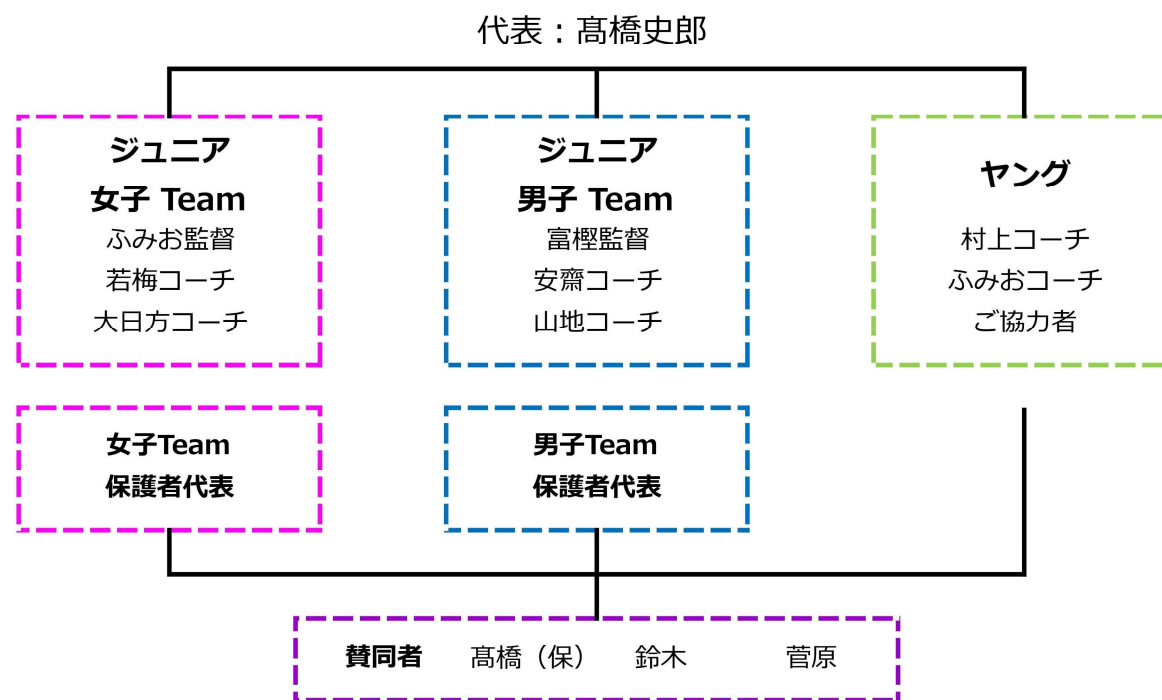 代表：髙橋史郎
ジュニア
女子 Team
ふみお監督
若梅コーチ
大日方コーチ
ジュニア
男子 Team
富樫監督
安齋コーチ
山地コーチ
ヤング
村上コーチ
ふみおコーチ
ご協力者
女子Team
保護者代表
男子Team
保護者代表
賛同者 髙橋（保） 鈴木 菅原